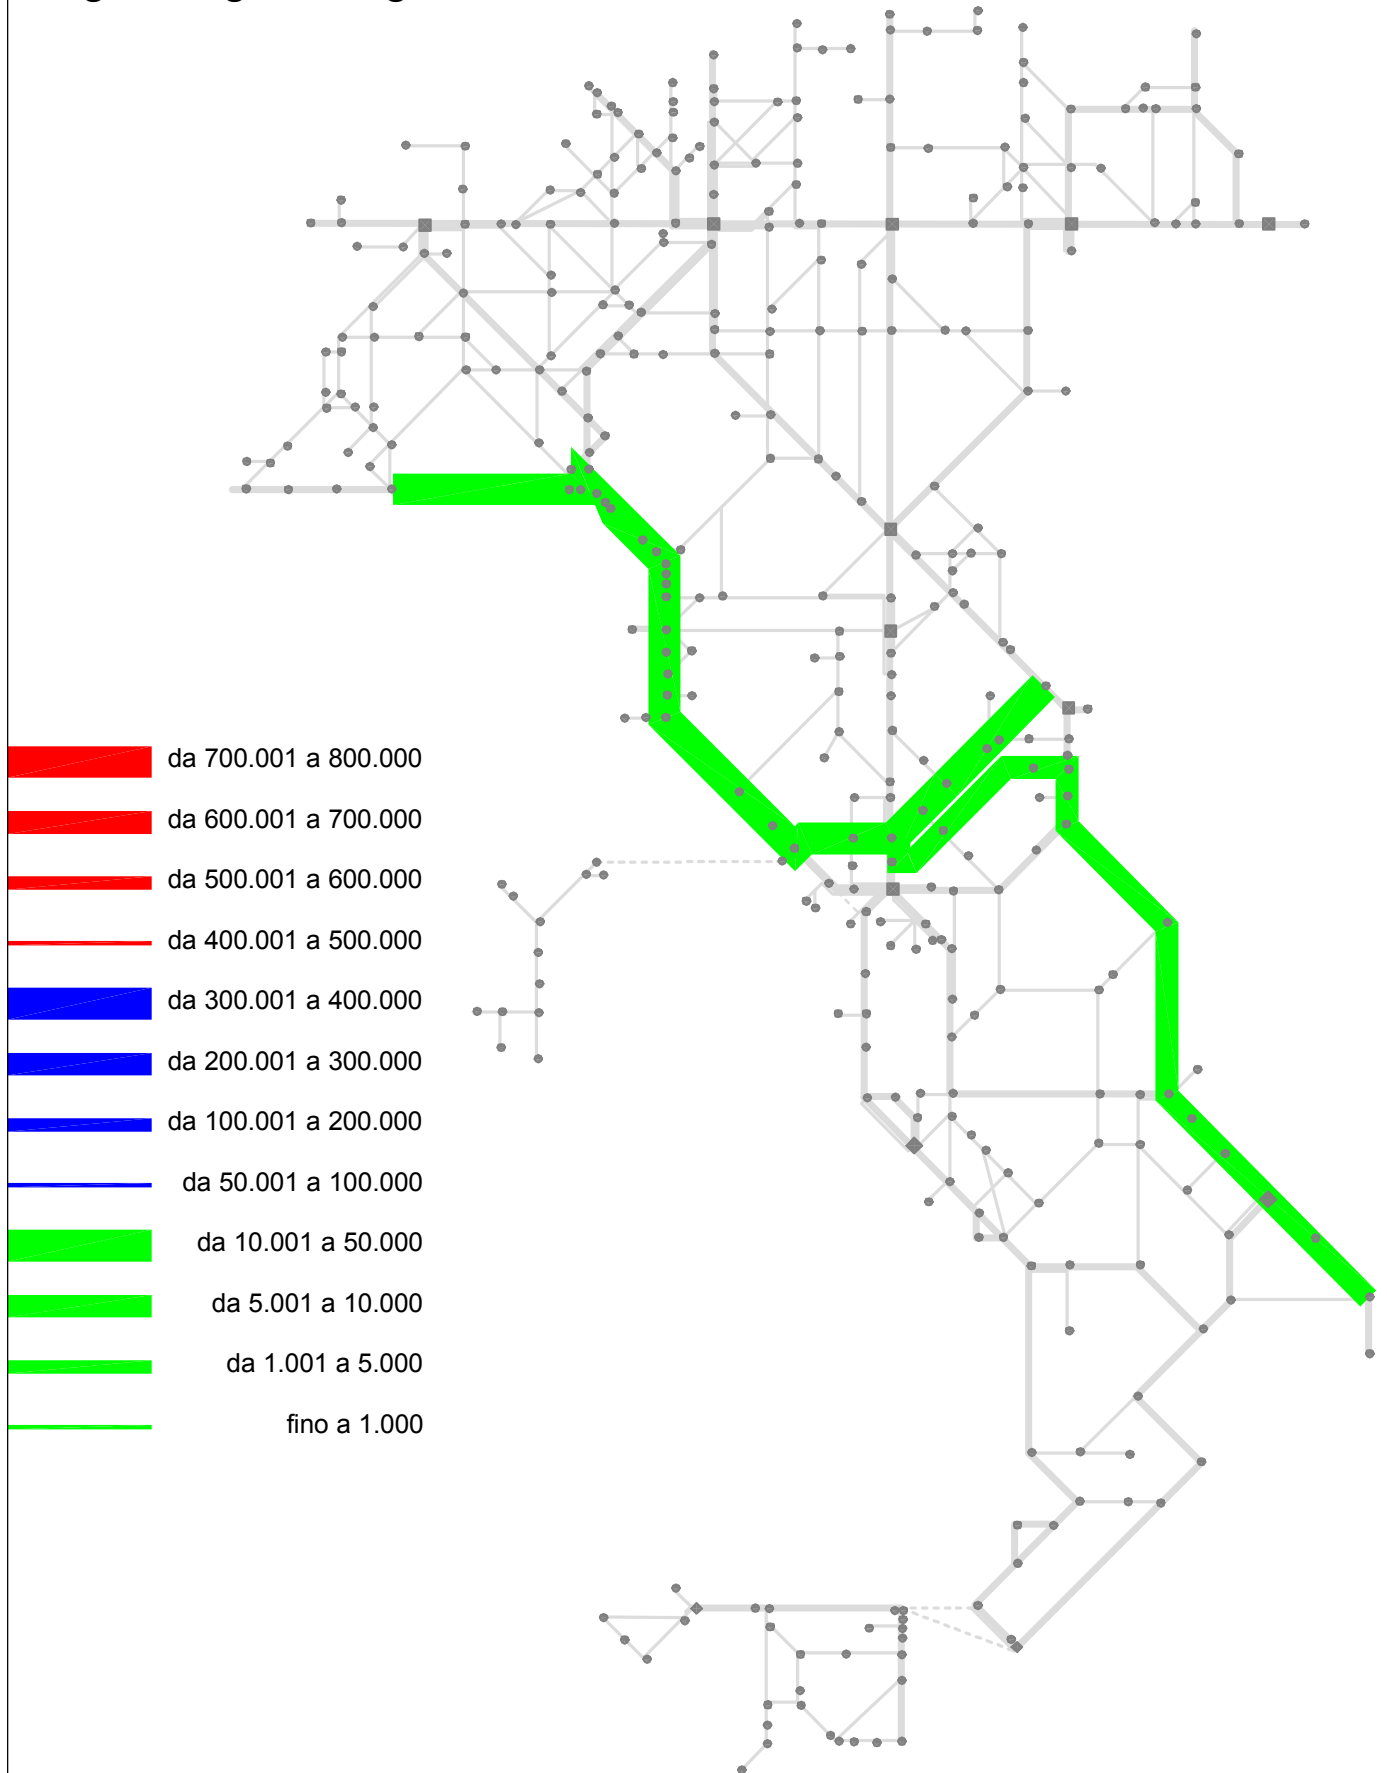 da 700.001 a 800.000
da 600.001 a 700.000
da 500.001 a 600.000
da 400.001 a 500.000
da 300.001 a 400.000
da 200.001 a 300.000
da 100.001 a 200.000
da 50.001 a 100.000
da 10.001 a 50.000
da 5.001 a 10.000
da 1.001 a 5.000
fino a 1.000